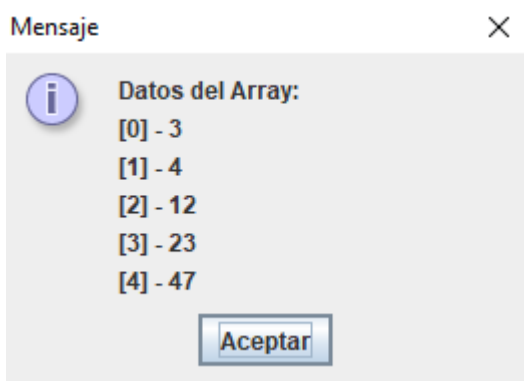 Mensaje
Datos del Array:
[0] - 3
[1] - 4
[2] - 12
[3] - 23
[4] - 47
Aceptar